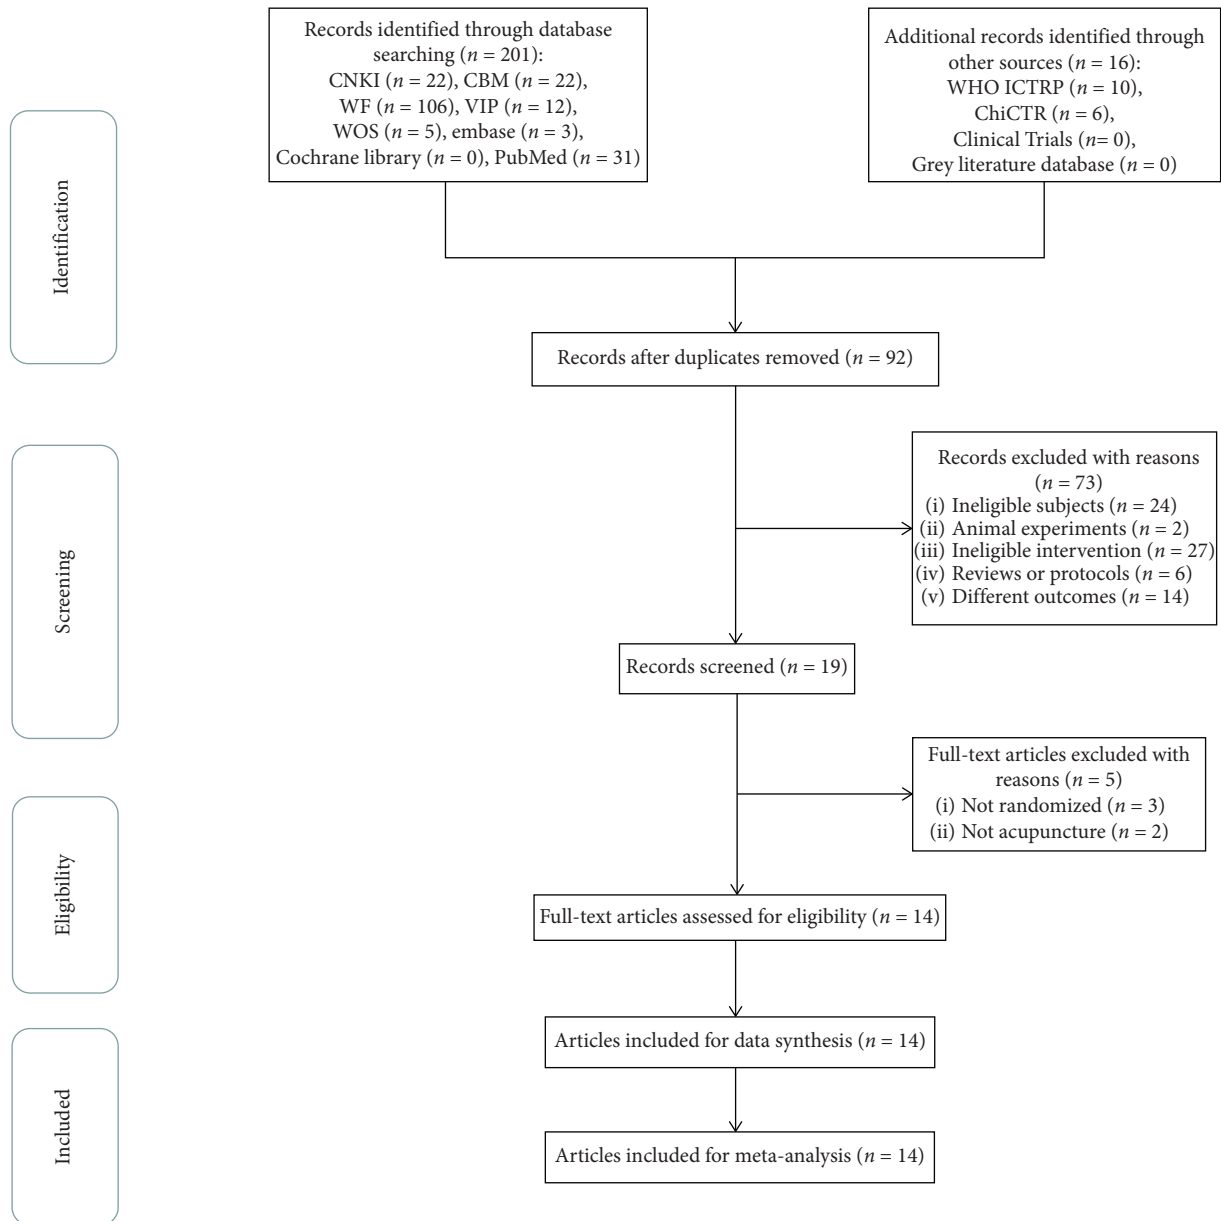 Records identified through database
searching (n = 201):
CNKI (n = 22), CBM (n = 22),
WF (n = 106), VIP (n = 12),
WOS (n = 5), embase (n = 3),
Cochrane library (n = 0), PubMed (n = 31)
Additional records identified through
other sources (n = 16):
WHO ICTRP (n = 10),
ChiCTR (n = 6),
Clinical Trials (n= 0),
Grey literature database (n = 0)
Identification
Records after duplicates removed (n = 92)
Records excluded with reasons
(n = 73)
(i) Ineligible subjects (n = 24)
(ii) Animal experiments (n = 2)
(iii) Ineligible intervention (n = 27)
(iv) Reviews or protocols (n = 6)
(v) Different outcomes (n = 14)
Screening
Records screened (n = 19)
Full-text articles excluded with
reasons (n = 5)
(i) Not randomized (n = 3)
(ii) Not acupuncture (n = 2)
Eligibility
Full-text articles assessed for eligibility (n = 14)
Articles included for data synthesis (n = 14)
Included
Articles included for meta-analysis (n = 14)